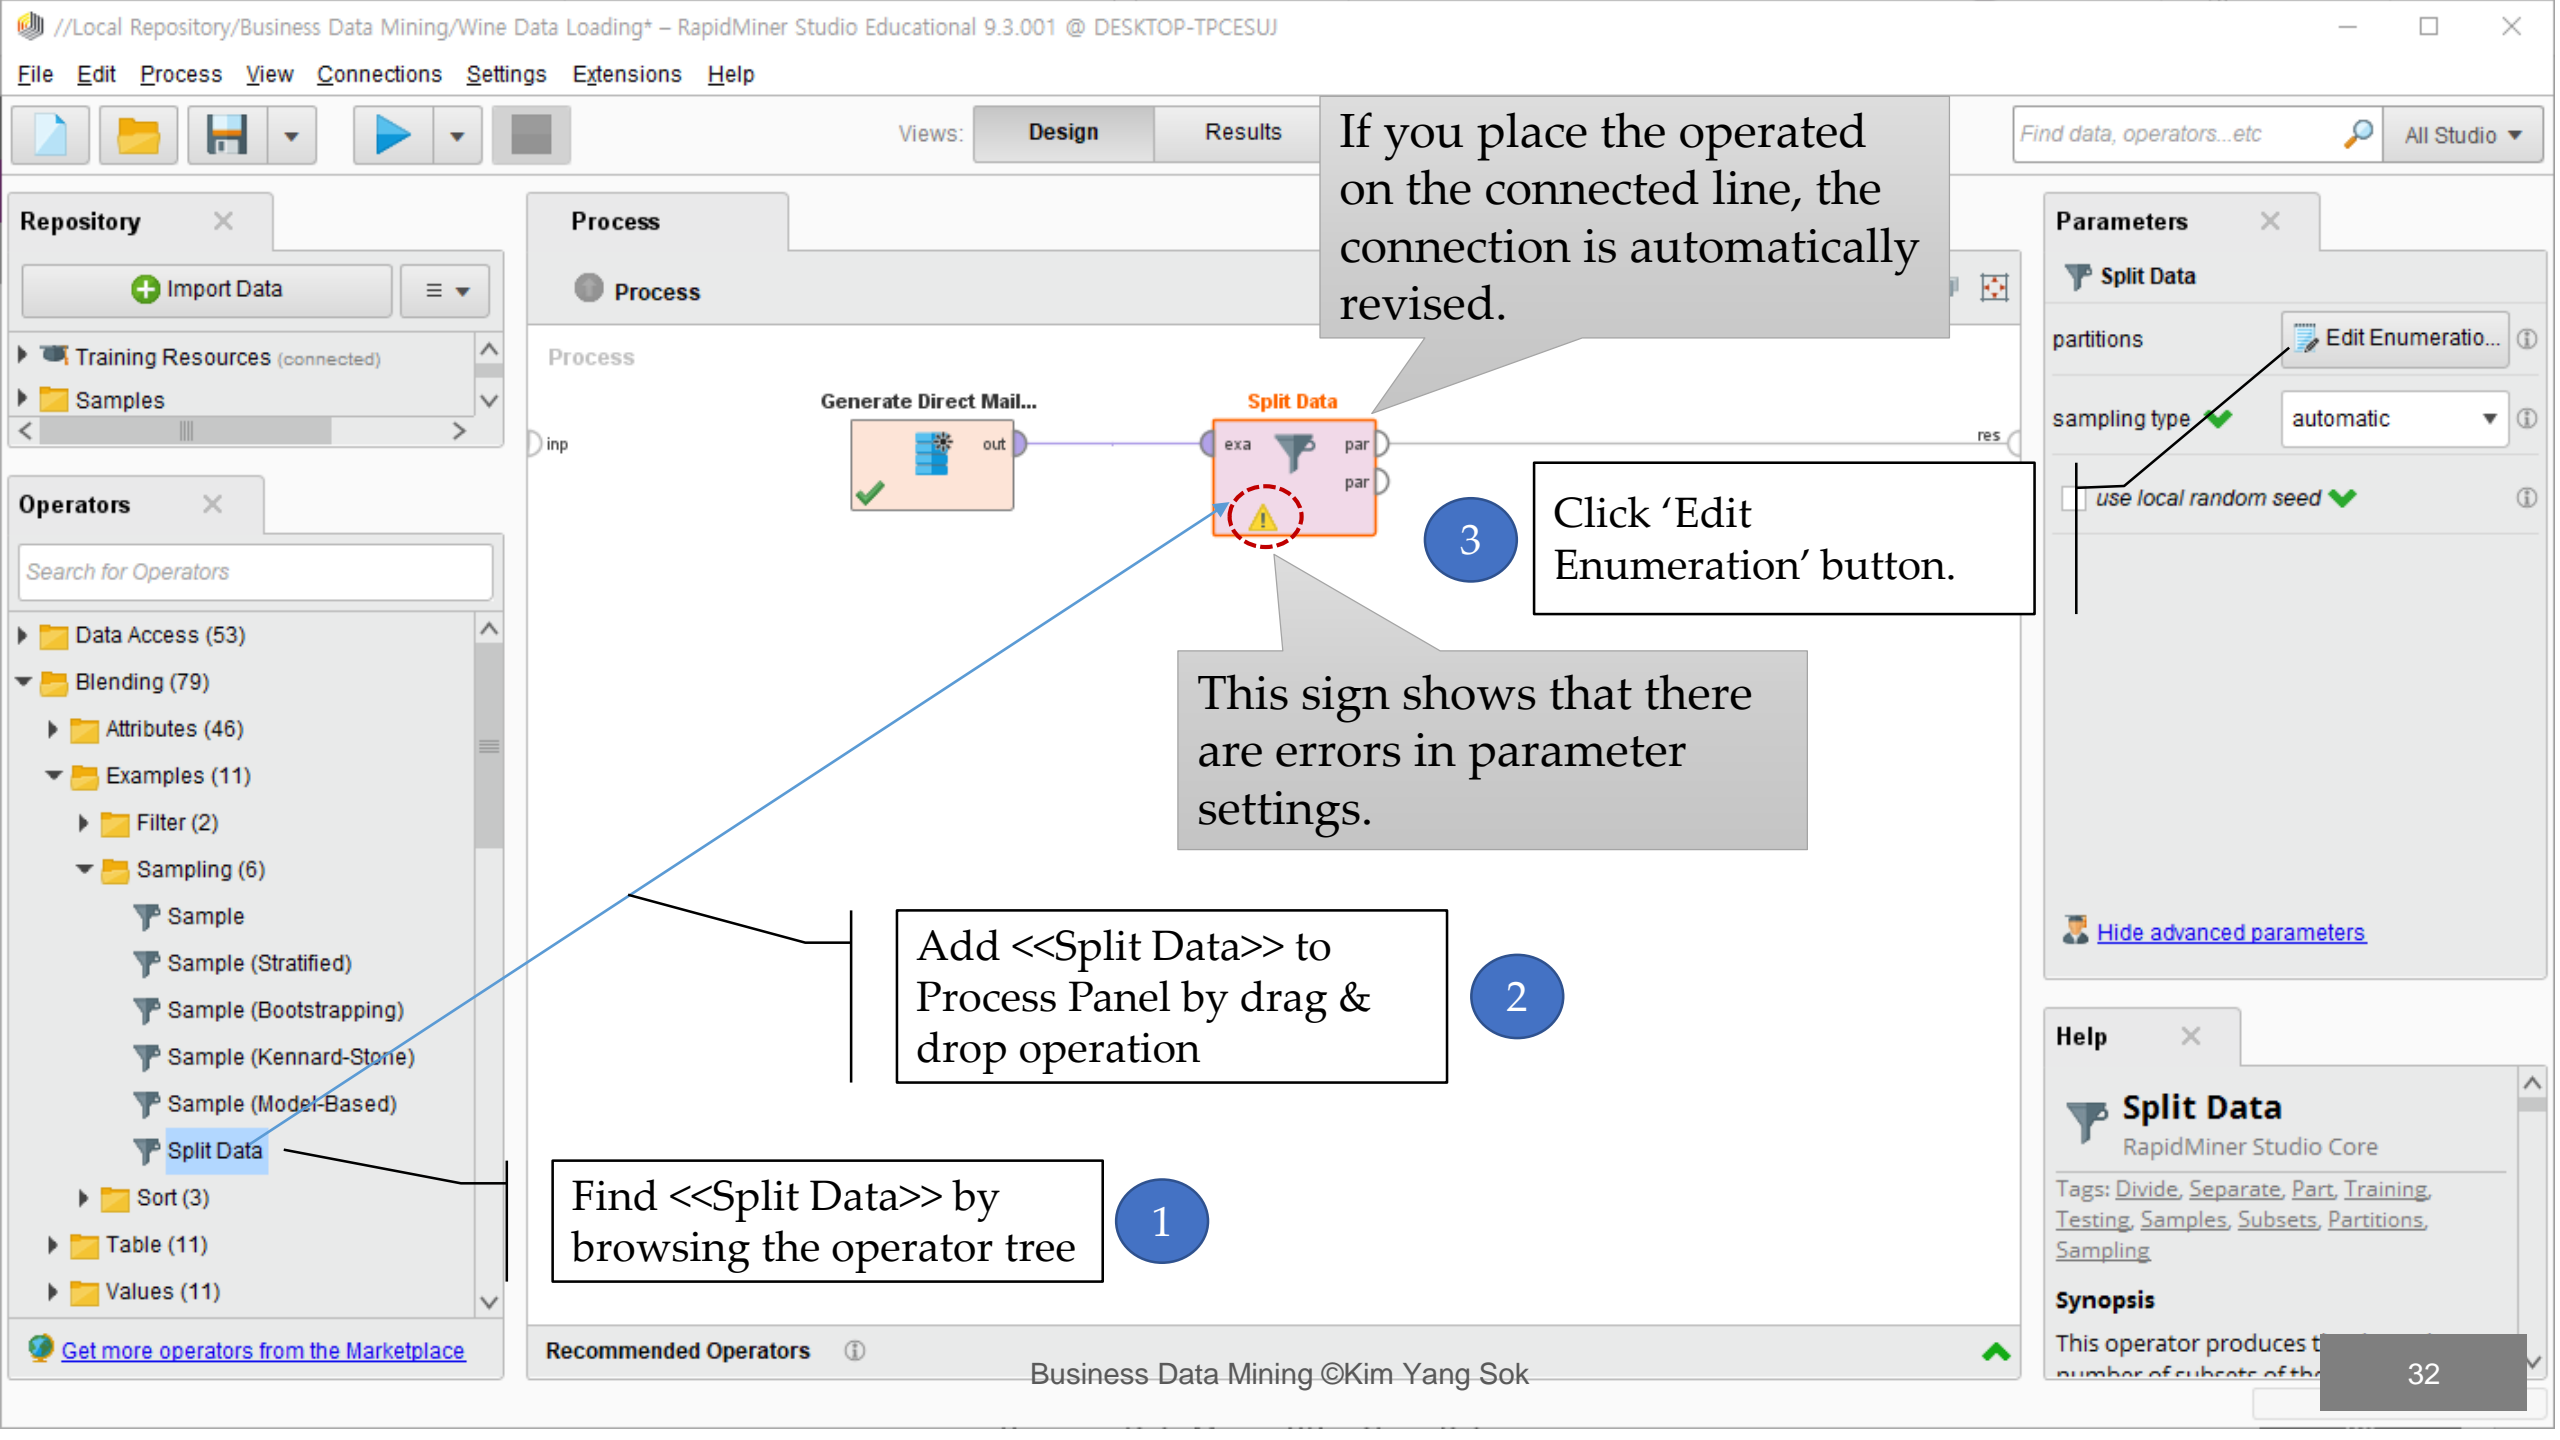 //Local Repository/Business Data Mining/Wine Data Loading* – RapidMiner Studio Educational 9.3.001 @ DESKTOP-TPCESUJ
File Edit Process View Connections Settings Extensions Help
Views: Design Results
Find data, operators...etc
All Studio
If you place the operated
on the connected line, the
connection is automatically
revised.
Repository
Import Data
Training Resources (connected)
Samples
Operators
Search for Operators
Data Access (53)
Blending (79)
Attributes (46)
Examples (11)
Filter (2)
Sampling (6)
Sample
Sample (Stratified)
Sample (Bootstrapping)
Sample (Kennard-Stone)
Sample (Model-Based)
Split Data
Sort (3)
Table (11)
Values (11)
Get more operators from the Marketplace
Process
Process
Process
inp
Generate Direct Mail...
out
Split Data
exa
par
par
res
3
Click ‘Edit
Enumeration’ button.
This sign shows that there
are errors in parameter
settings.
Add <<Split Data>> to
Process Panel by drag &
drop operation
2
Find <<Split Data>> by
browsing the operator tree
1
Recommended Operators
Parameters
Split Data
partitions
Edit Enumeratio...
sampling type
automatic
use local random seed
Hide advanced parameters
Help
Split Data
RapidMiner Studio Core
Tags: Divide, Separate, Part, Training,
Testing, Samples, Subsets, Partitions,
Sampling
Synopsis
This operator produces
number of subsets of the
Business Data Mining ©Kim Yang Sok
32